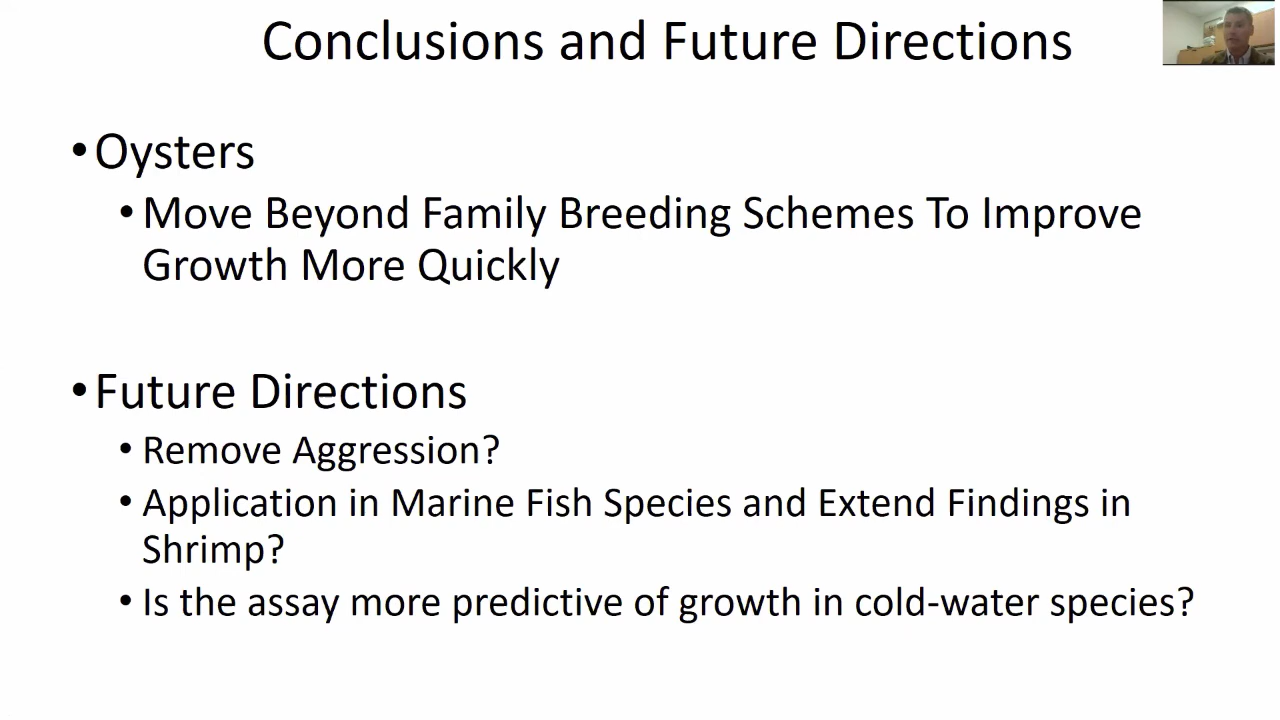 Conclusions and Future Directions
•Oysters
•Move Beyond Family Breeding Schemes To Improve
Growth More Quickly
•Future Directions
•Remove Aggression?
•Application in Marine Fish Species and Extend Findings in
Shrimp?
•Is the assay more predictive of growth in cold-water species?